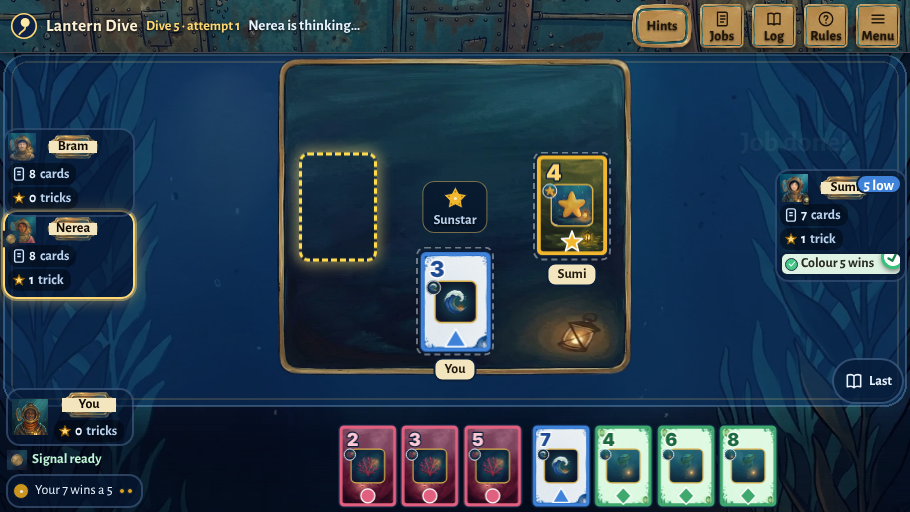 Lantern Dive
Dive 5 · attempt 1
Nerea is thinking...
Hints
Jobs
Log
Rules
Menu
Job done!
Bram
8 cards
0 tricks
Nerea
8 cards
1 trick
4
Sunstar
Sumi
3
You
5 low
7 cards
1 trick
Colour 5 wins
Last
You
0 tricks
Signal ready
Your 7 wins a 5
2
3
5
7
4
6
8